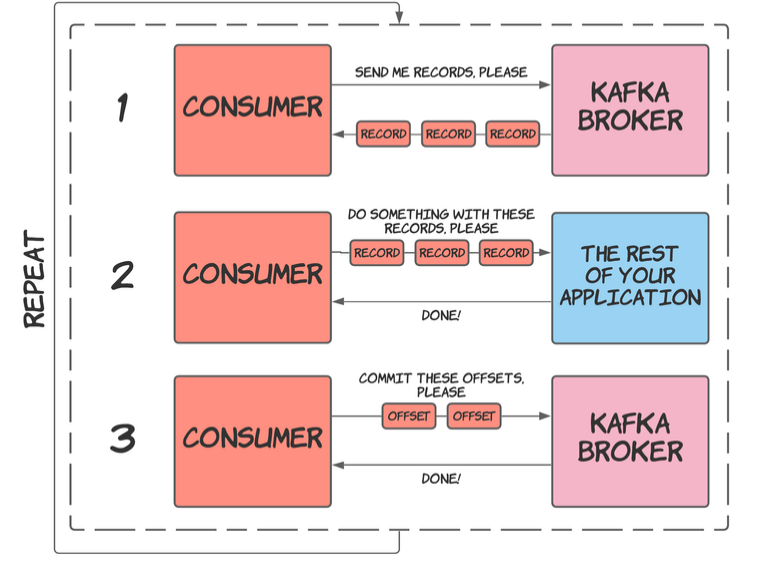 1
CONSUMER
SEND ME RECORDS, PLEASE
RECORD RECORD RECORD
KAFKA
BROKER
REPEAT
2
CONSUMER
DO SOMETHING WITH THESE
RECORDS, PLEASE
RECORD RECORD RECORD
DONE!
THE REST
OF YOUR
APPLICATION
3
CONSUMER
COMMIT THESE OFFSETS,
PLEASE
OFFSET OFFSET
DONE!
KAFKA
BROKER